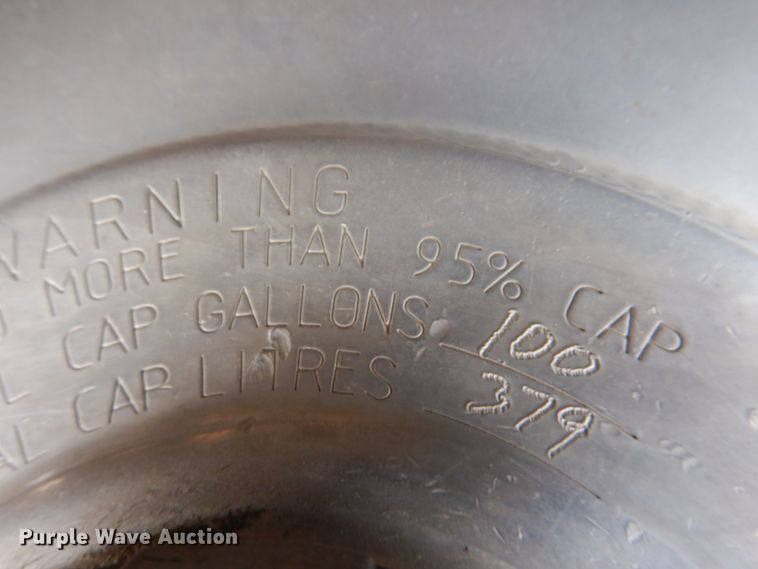 WARNING
MORE THAN 95% CAP
CAP GALLONS 100
CAP LITRES 379
Purple Wave Auction